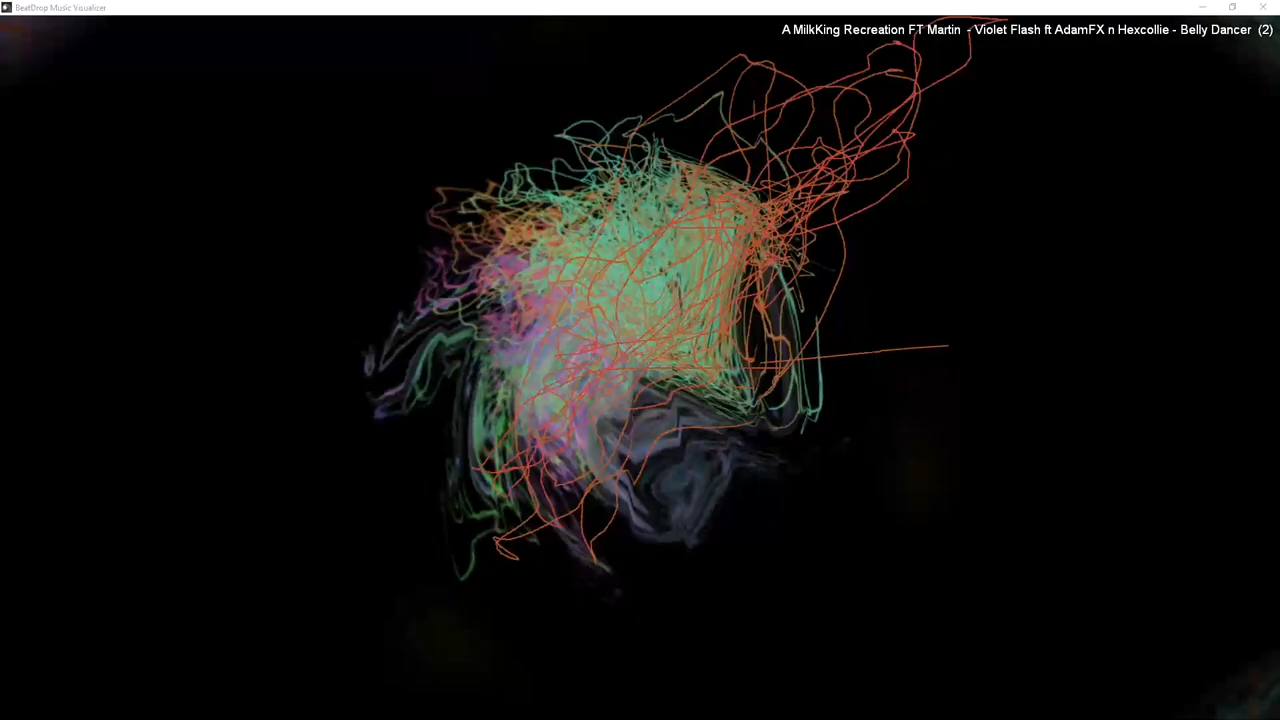 BeatDrop Music Visualizer
A MilkKing Recreation FT Martin - Violet Flash ft AdamFX n Hexcollie - Belly Dancer (2)